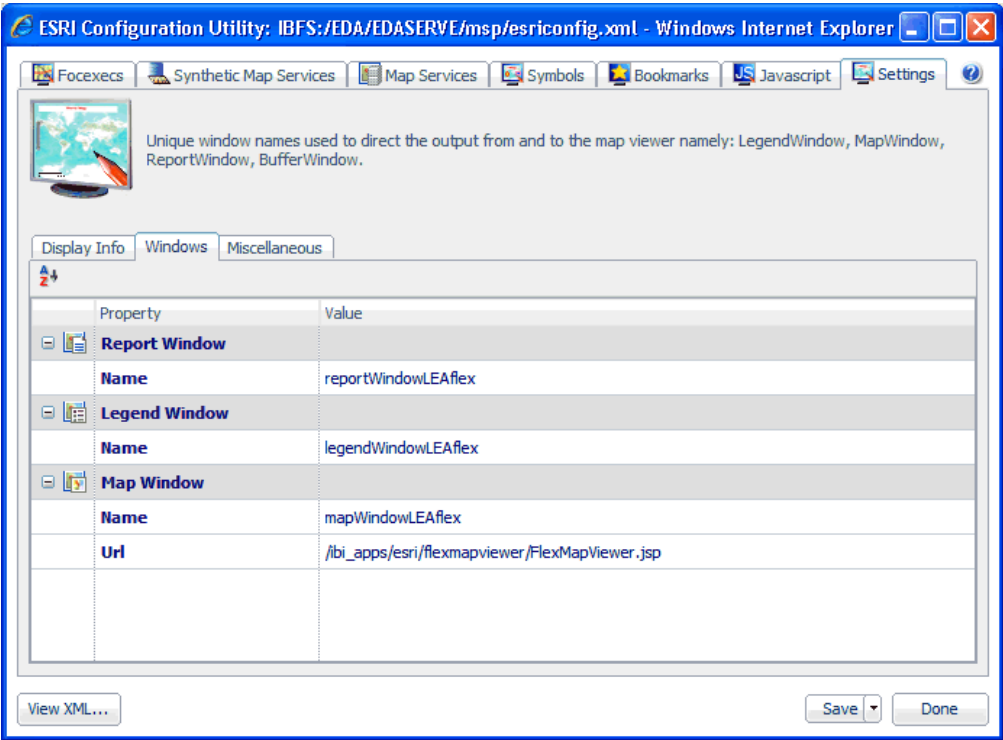 ESRI Configuration Utility: IBFS:/EDA/EDASERVE/msp/esriconfig.xml - Windows Internet Explorer
Focexecs Synthetic Map Services Map Services Symbols Bookmarks JS Javascript Settings ?
Unique window names used to direct the output from and to the map viewer namely: LegendWindow, MapWindow,
ReportWindow, BufferWindow.
Display Info Windows Miscellaneous
A
Z
Property Value
Report Window
Name reportWindowLEAflex
Legend Window
Name legendWindowLEAflex
Map Window
Name mapWindowLEAflex
Url /ibi_apps/esri/flexmapviewer/FlexMapViewer.jsp
View XML... Save Done